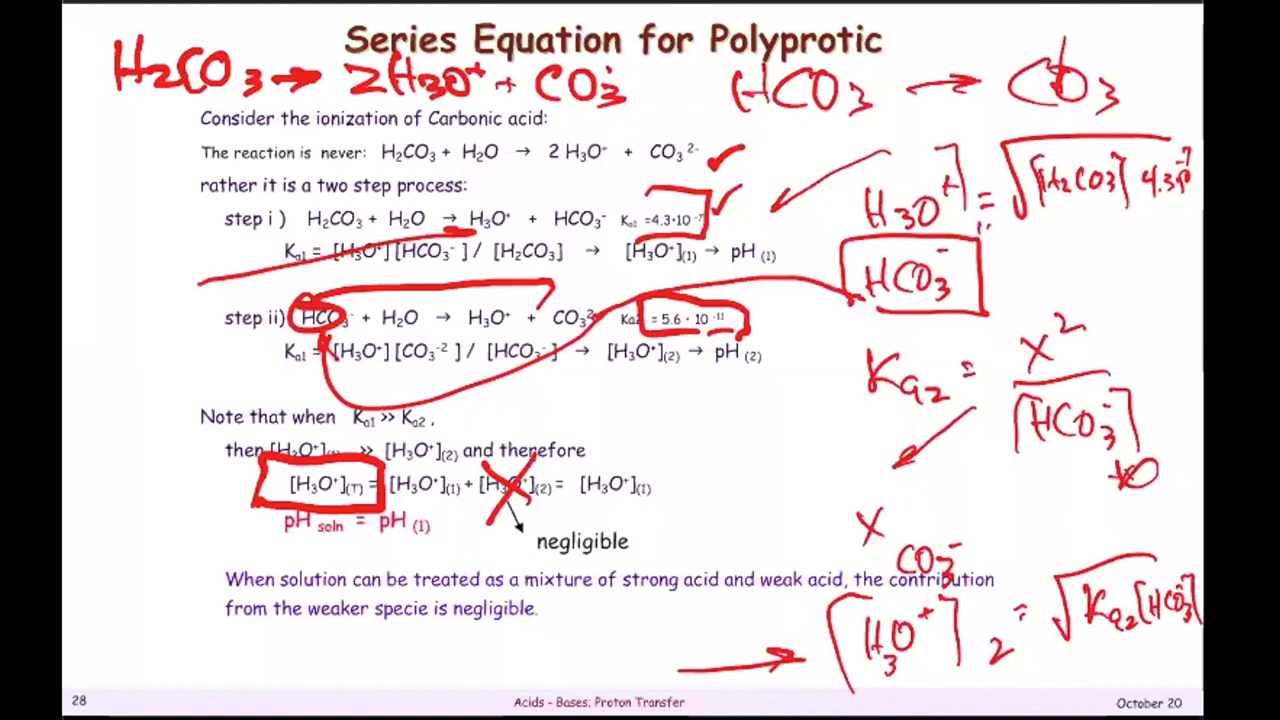 Series Equation for Polyprotic
H₂CO₃ → 2H₃O⁺ + CO₃⁻ HCO₃ → CO₃
Consider the ionization of Carbonic acid:
The reaction is never: H₂CO₃ + H₂O → 2 H₃O⁺ + CO₃ ²⁻
rather it is a two step process:
step i ) H₂CO₃ + H₂O → H₃O⁺ + HCO₃⁻ Kₐ₁ =4.3·10 ⁻⁷
Kₐ₁ = [H₃O⁺][HCO₃⁻ ] / [H₂CO₃] → [H₃O⁺]₍₁₎ → pH ₍₁₎
step ii) HCO₃⁻ + H₂O → H₃O⁺ + CO₃²⁻ Ka2 = 5.6 · 10 ⁻¹¹
Kₐ₁ = [H₃O⁺] [CO₃⁻² ] / [HCO₃⁻ ] → [H₃O⁺]₍₂₎ → pH ₍₂₎
Note that when Kₐ₁ >> Kₐ₂ ,
then [H₃O⁺]₍₁₎ >> [H₃O⁺]₍₂₎ and therefore
[H₃O⁺]₍T₎ = [H₃O⁺]₍₁₎ + [H₃O⁺]₍₂₎ = [H₃O⁺]₍₁₎
pH soln = pH ₍₁₎
negligible
When solution can be treated as a mixture of strong acid and weak acid, the contribution
from the weaker specie is negligible.
H₃O⁺] = √[H₂CO₃] 4.3
HCO₃⁻
Kₐ₂ = x² / [HCO₃⁻]
x
CO₃⁻
[H₃O⁺]₂ = √Kₐ₂[HCO₃⁻]
28 Acids - Bases; Proton Transfer October 20